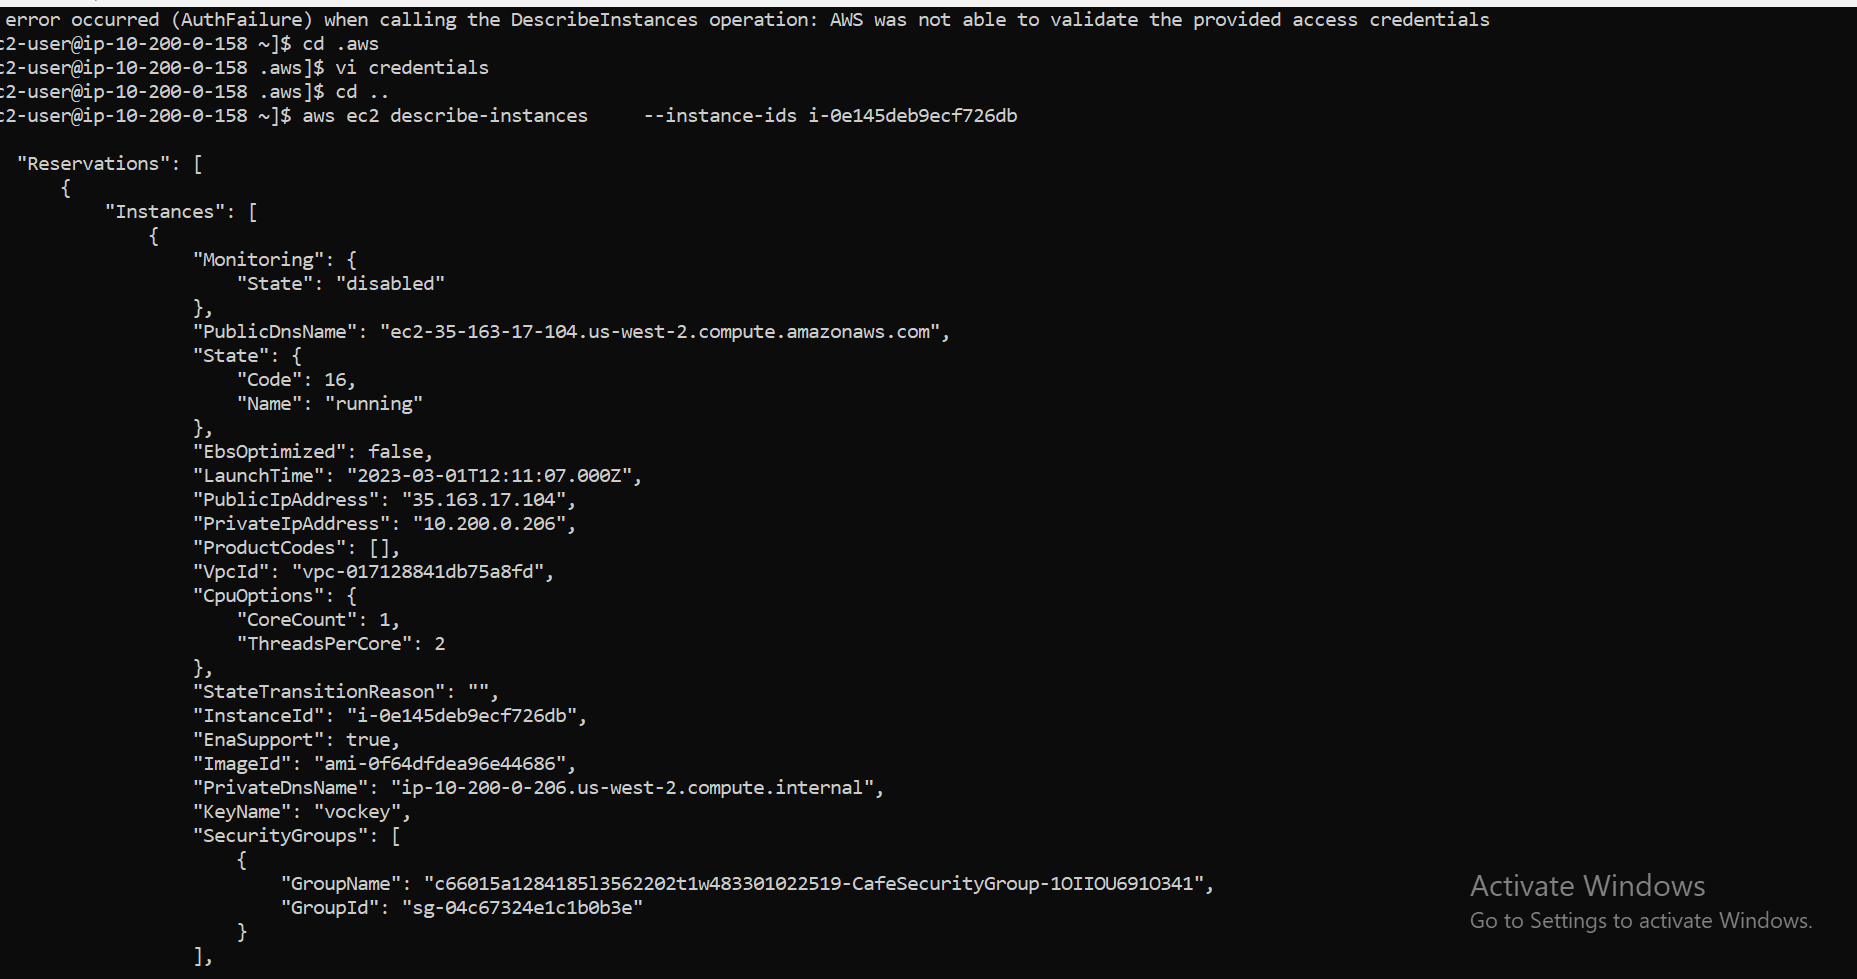 error occurred (AuthFailure) when calling the DescribeInstances operation: AWS was not able to validate the provided access credentials
c2-user@ip-10-200-0-158 ~]$ cd .aws
c2-user@ip-10-200-0-158 .aws]$ vi credentials
c2-user@ip-10-200-0-158 .aws]$ cd ..
c2-user@ip-10-200-0-158 ~]$ aws ec2 describe-instances     --instance-ids i-0e145deb9ecf726db
"Reservations": [
{
"Instances": [
{
"Monitoring": {
"State": "disabled"
},
"PublicDnsName": "ec2-35-163-17-104.us-west-2.compute.amazonaws.com",
"State": {
"Code": 16,
"Name": "running"
},
"EbsOptimized": false,
"LaunchTime": "2023-03-01T12:11:07.000Z",
"PublicIpAddress": "35.163.17.104",
"PrivateIpAddress": "10.200.0.206",
"ProductCodes": [],
"VpcId": "vpc-017128841db75a8fd",
"CpuOptions": {
"CoreCount": 1,
"ThreadsPerCore": 2
},
"StateTransitionReason": "",
"InstanceId": "i-0e145deb9ecf726db",
"EnaSupport": true,
"ImageId": "ami-0f64dfdea96e44686",
"PrivateDnsName": "ip-10-200-0-206.us-west-2.compute.internal",
"KeyName": "vockey",
"SecurityGroups": [
{
"GroupName": "c66015a1284185l3562202t1w483301022519-CafeSecurityGroup-1OIIOU691O341",
"GroupId": "sg-04c67324e1c1b0b3e"
}
],
Activate Windows
Go to Settings to activate Windows.